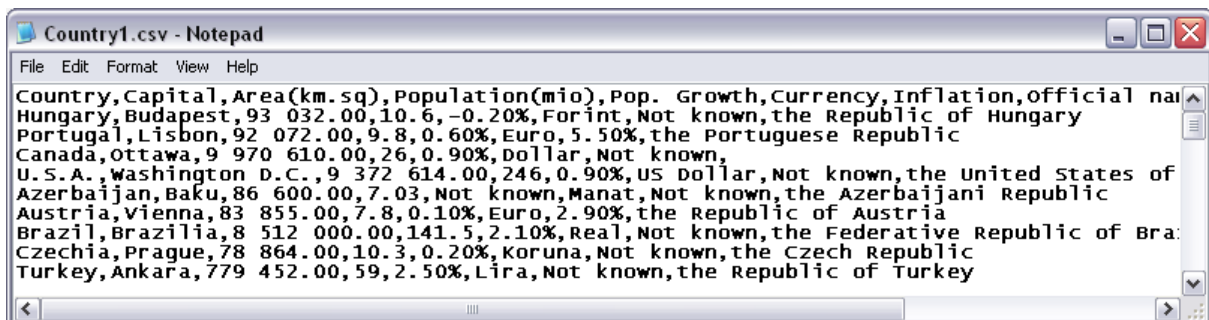 Country1.csv - Notepad
File Edit Format View Help
Country,Capital,Area(km.sq),Population(mio),Pop. Growth,Currency,Inflation,Official
Hungary,Budapest,93 032.00,10.6,-0.20%,Forint,Not known,the Republic of Hungary
Portugal,Lisbon,92 072.00,9.8,0.60%,Euro,5.50%,the Portuguese Republic
Canada,Ottawa,9 970 610.00,26,0.90%,Dollar,Not known,
U.S.A.,Washington D.C.,9 372 614.00,246,0.90%,US Dollar,Not known,the United States of
Azerbaijan,Baku,86 600.00,7.03,Not known,Manat,Not known,the Azerbaijani Republic
Austria,Vienna,83 855.00,7.8,0.10%,Euro,2.90%,the Republic of Austria
Brazil,Brazilia,8 512 000.00,141.5,2.10%,Real,Not known,the Federative Republic of
Czechia,Prague,78 864.00,10.3,0.20%,Koruna,Not known,the Czech Republic
Turkey,Ankara,779 452.00,59,2.50%,Lira,Not known,the Republic of Turkey